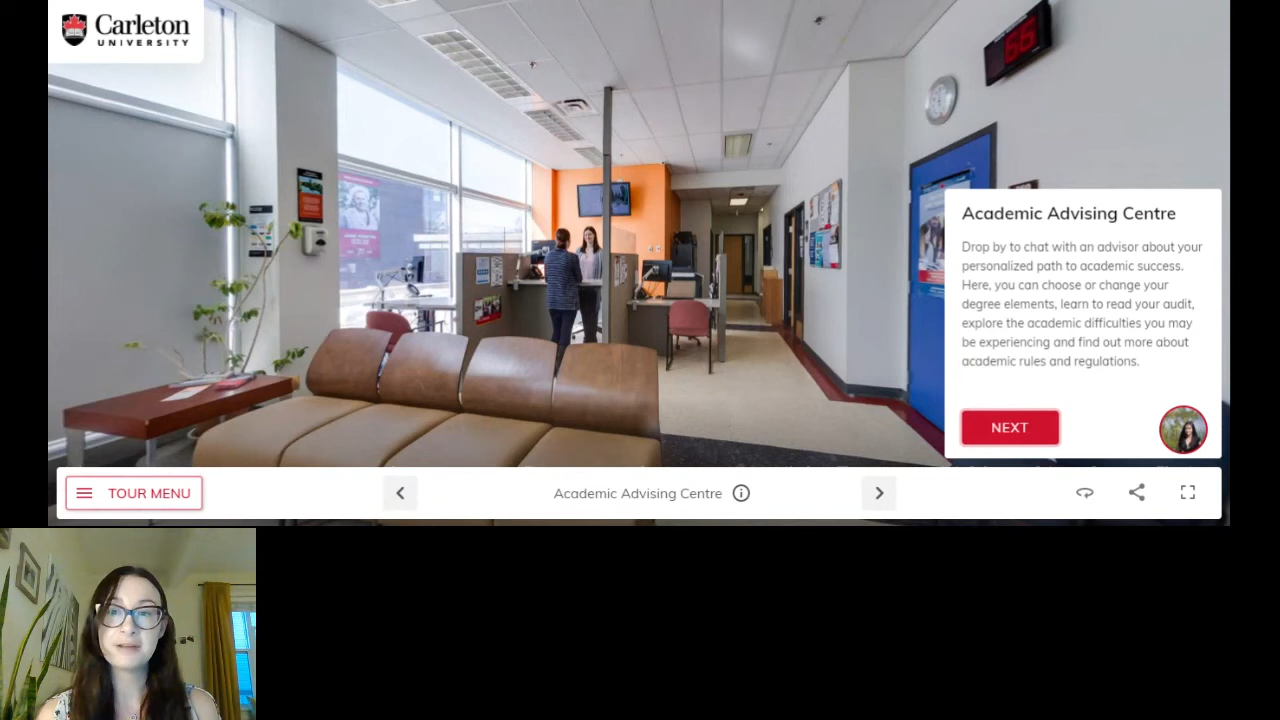 Carleton
UNIVERSITY
66
Academic Advising Centre
Drop by to chat with an advisor about your
personalized path to academic success.
Here, you can choose or change your
degree elements, learn to read your audit,
explore the academic difficulties you may
be experiencing and find out more about
academic rules and regulations.
NEXT
TOUR MENU
Academic Advising Centre